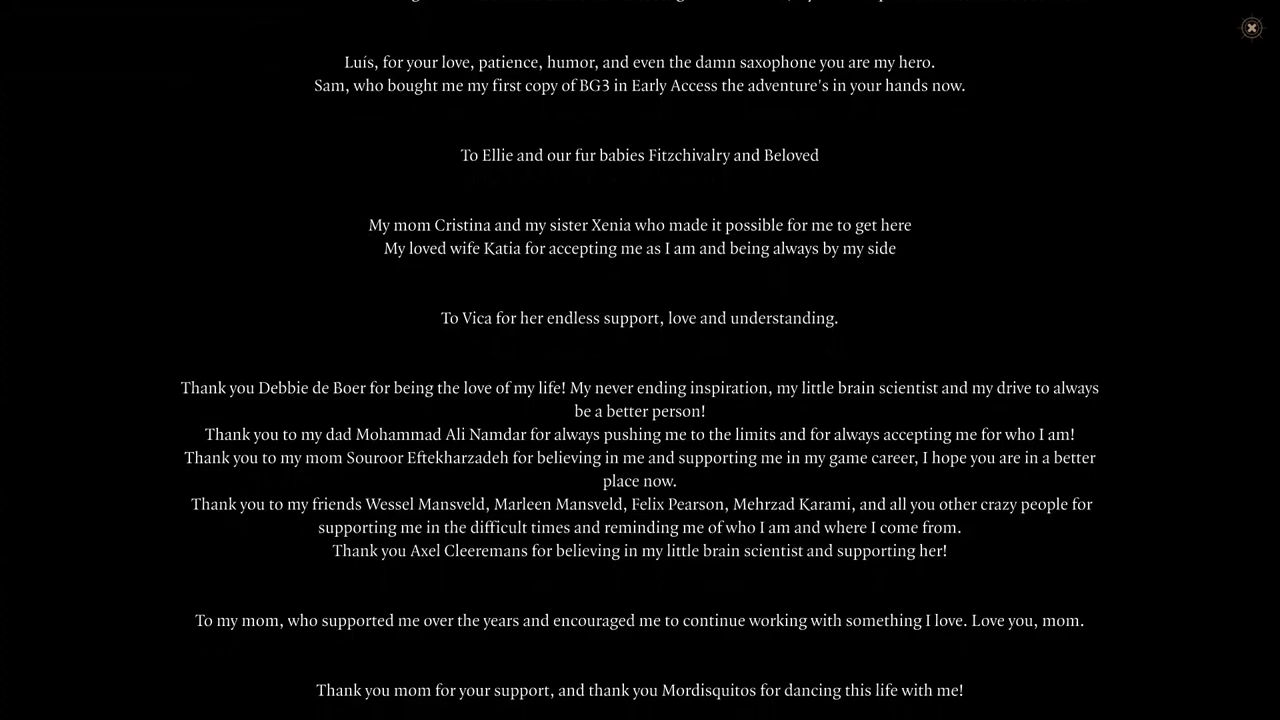 Luís, for your love, patience, humor, and even the damn saxophone you are my hero.
Sam, who bought me my first copy of BG3 in Early Access the adventure's in your hands now.
To Ellie and our fur babies Fitzchivalry and Beloved
My mom Cristina and my sister Xenia who made it possible for me to get here
My loved wife Katia for accepting me as I am and being always by my side
To Vica for her endless support, love and understanding.
Thank you Debbie de Boer for being the love of my life! My never ending inspiration, my little brain scientist and my drive to always
be a better person!
Thank you to my dad Mohammad Ali Namdar for always pushing me to the limits and for always accepting me for who I am!
Thank you to my mom Souroor Eftekharzadeh for believing in me and supporting me in my game career, I hope you are in a better
place now.
Thank you to my friends Wessel Mansveld, Marleen Mansveld, Felix Pearson, Mehrzad Karami, and all you other crazy people for
supporting me in the difficult times and reminding me of who I am and where I come from.
Thank you Axel Cleeremans for believing in my little brain scientist and supporting her!
To my mom, who supported me over the years and encouraged me to continue working with something I love. Love you, mom.
Thank you mom for your support, and thank you Mordisquitos for dancing this life with me!